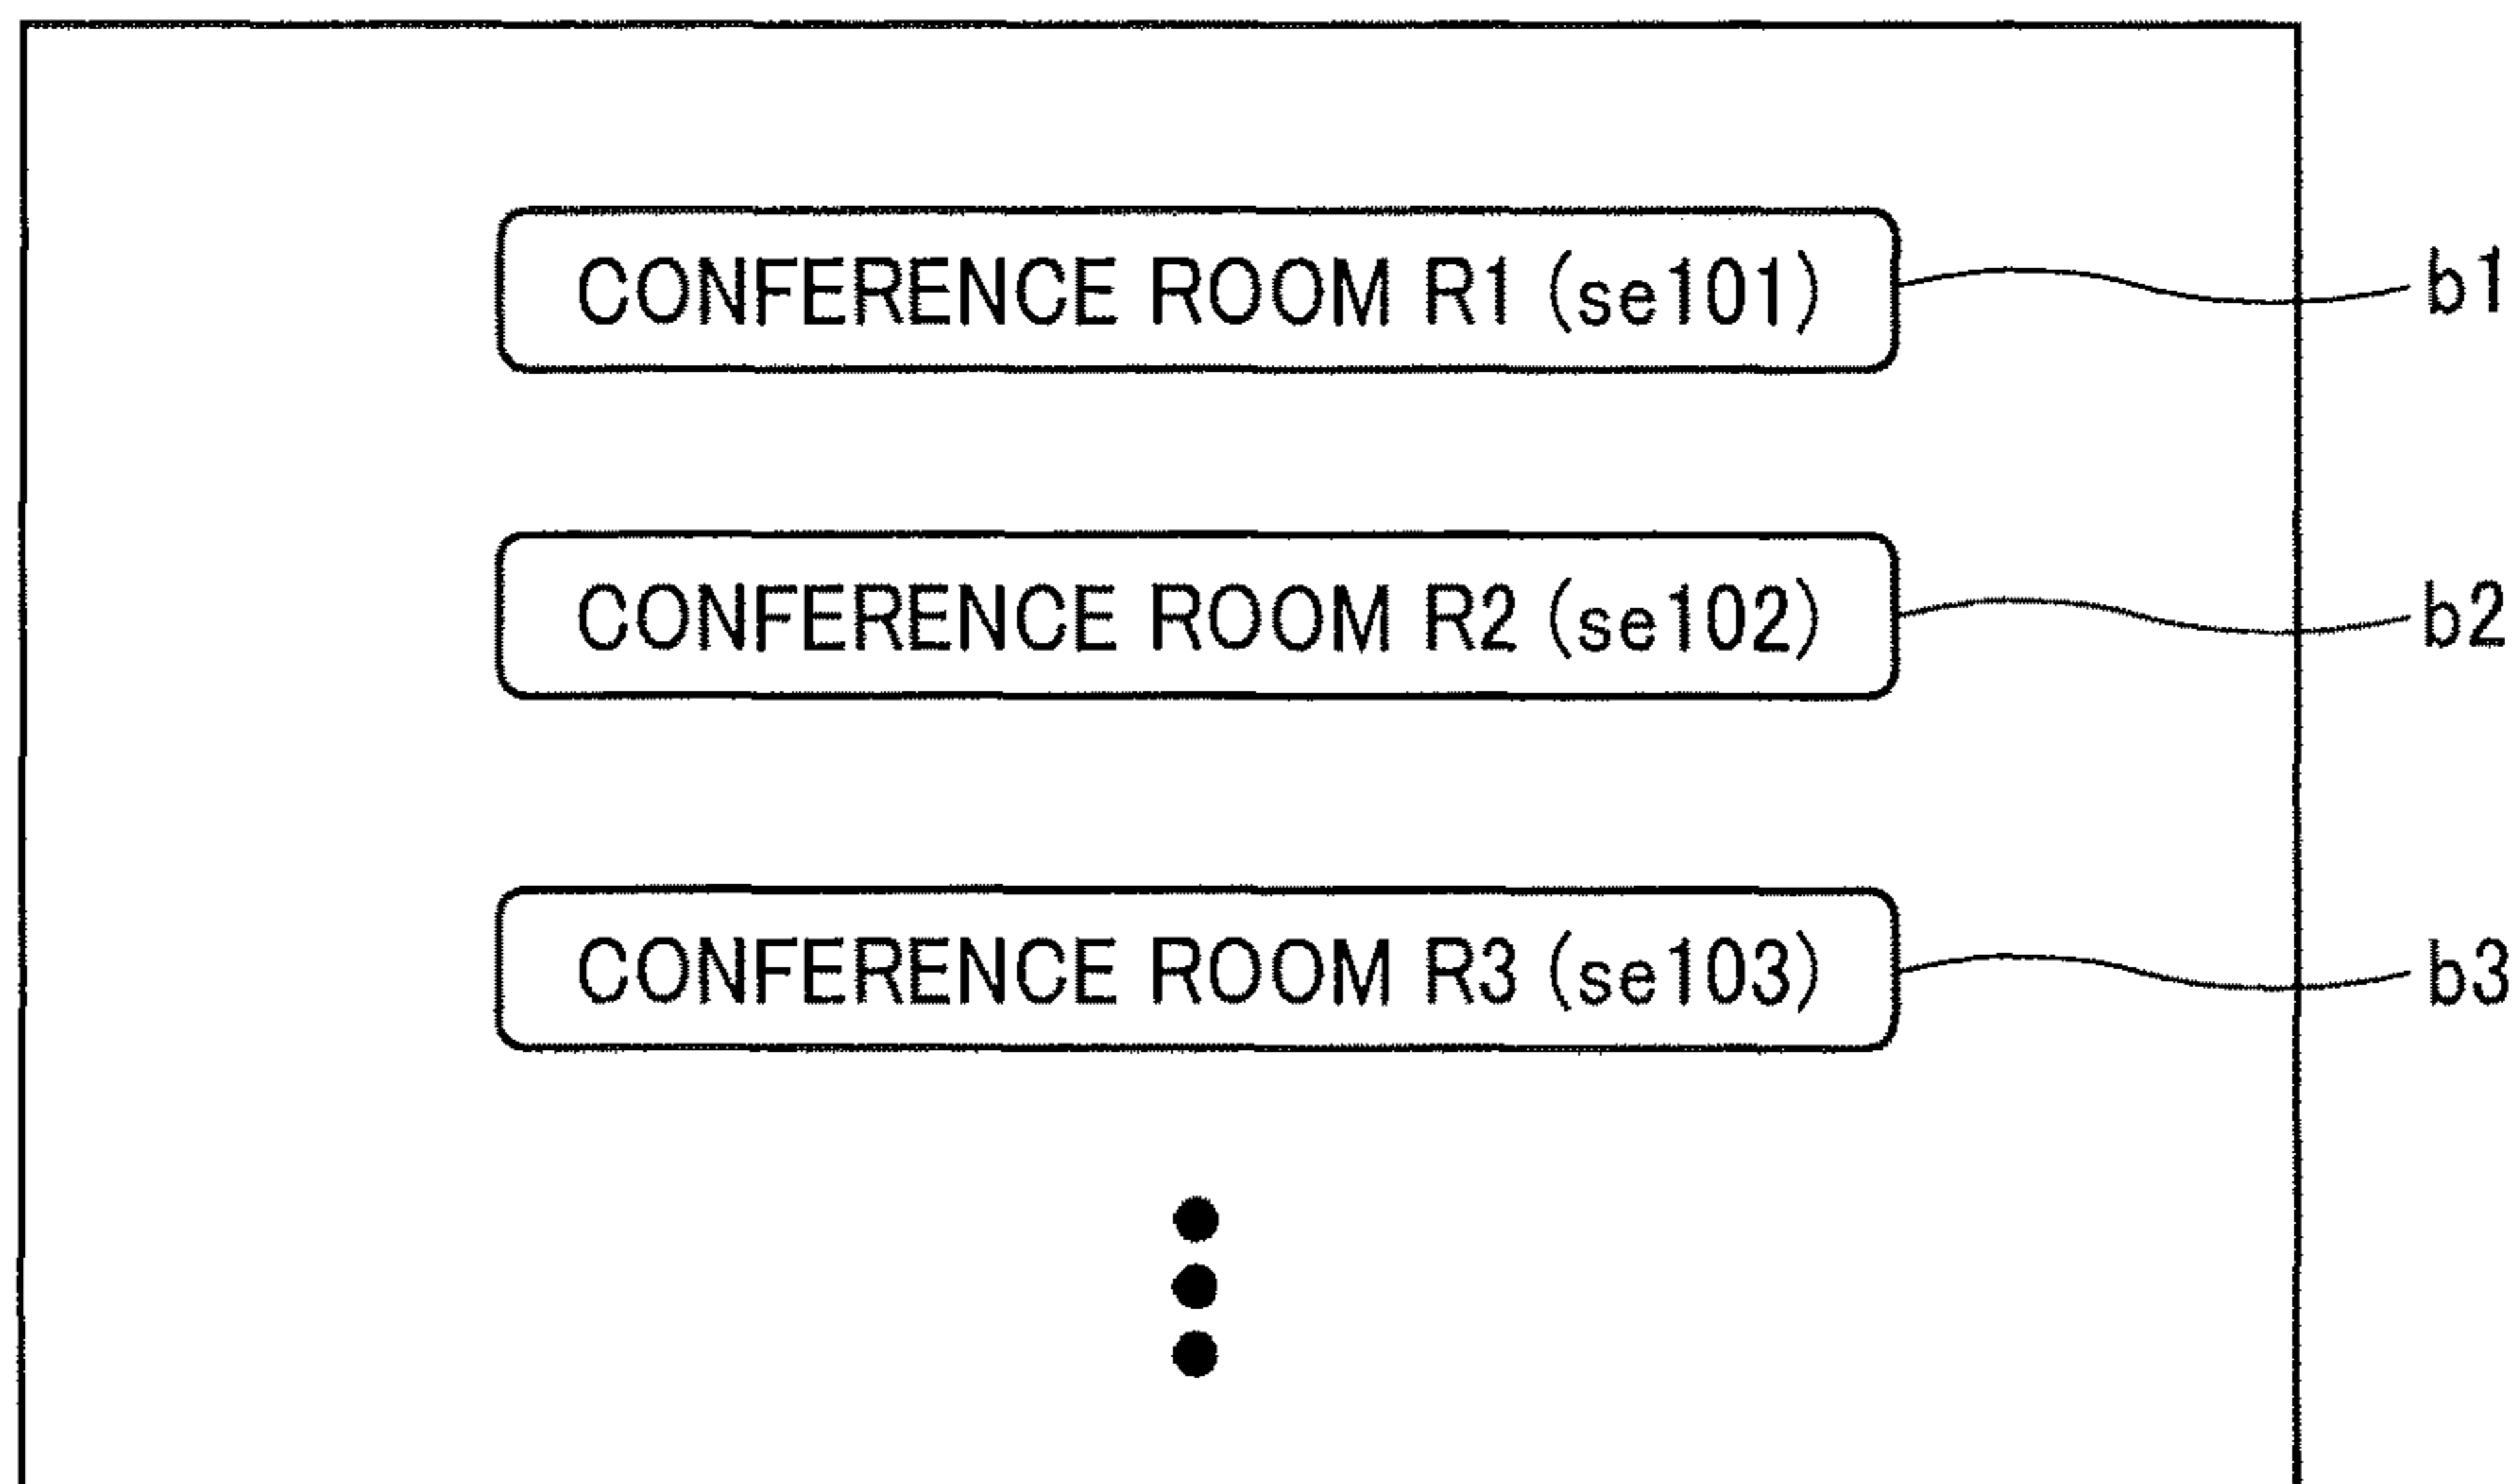 CONFERENCE ROOM R1 (se101) b1
CONFERENCE ROOM R2 (se102) b2
CONFERENCE ROOM R3 (se103) b3